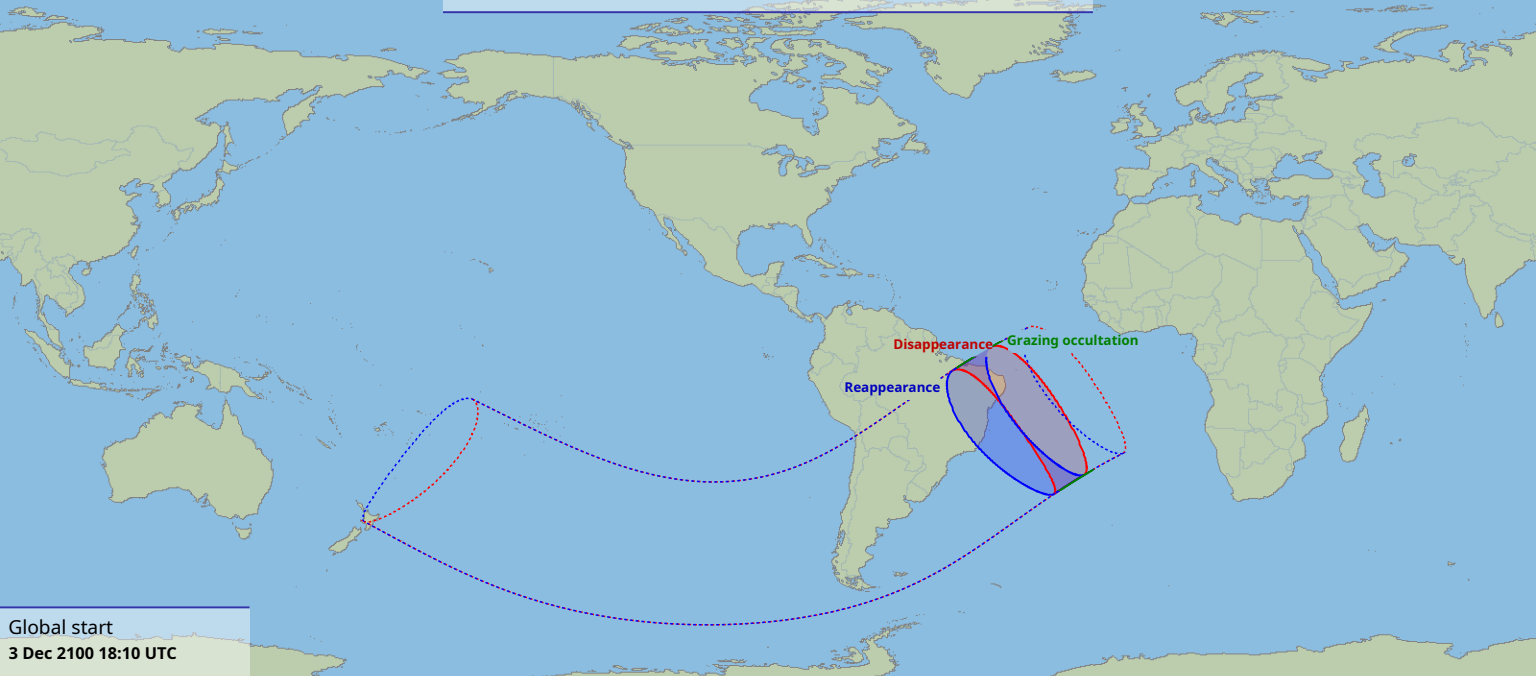 Disappearance
Grazing occultation
Reappearance
Global start
3 Dec 2100 18:10 UTC